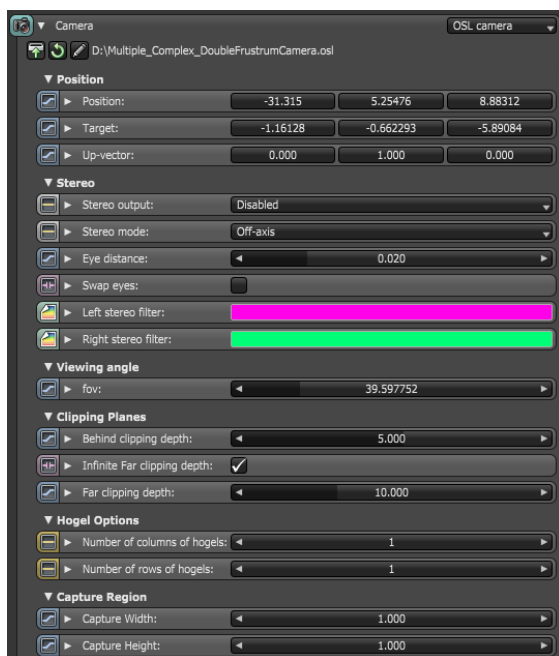 Camera OSL camera
D:\Multiple_Complex_DoubleFrustrumCamera.osl
Position
Position: -31.315 5.25476 8.88312
Target: -1.16128 -0.662293 -5.89084
Up-vector: 0.000 1.000 0.000
Stereo
Stereo output: Disabled
Stereo mode: Off-axis
Eye distance: 0.020
Swap eyes:
Left stereo filter:
Right stereo filter:
Viewing angle
fov: 39.597752
Clipping Planes
Behind clipping depth: 5.000
Infinite Far clipping depth:
Far clipping depth: 10.000
Hogel Options
Number of columns of hogels: 1
Number of rows of hogels: 1
Capture Region
Capture Width: 1.000
Capture Height: 1.000